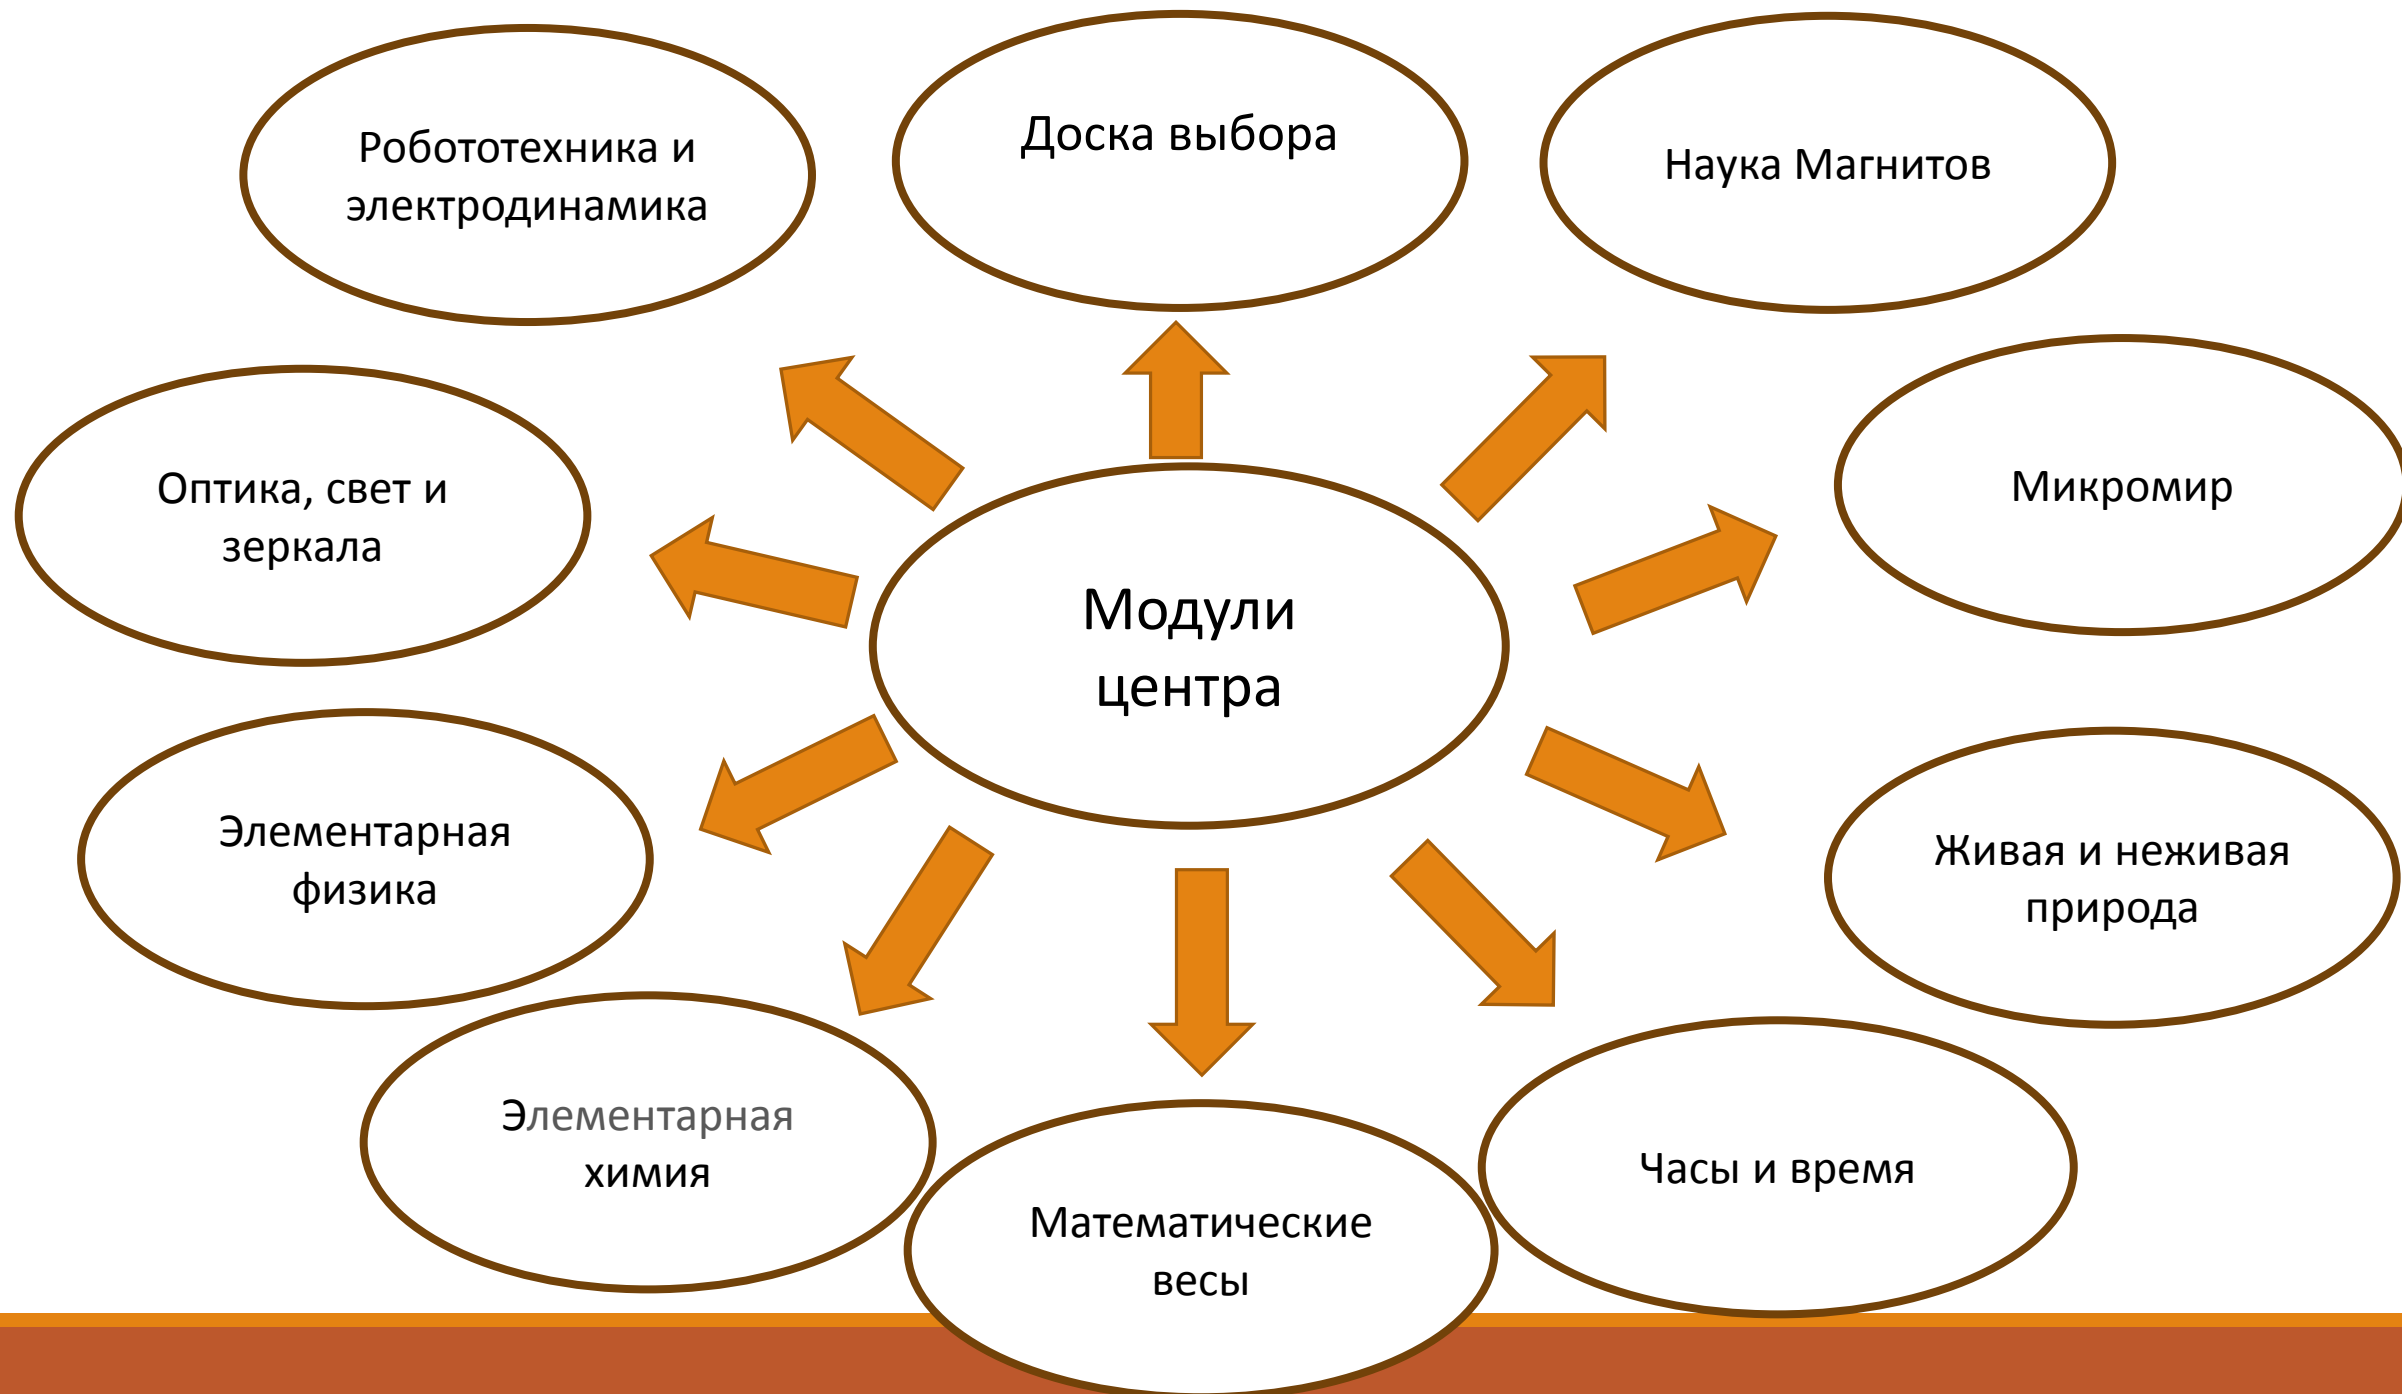 Робототехника и
электродинамика
Доска выбора
Наука Магнитов
Оптика, свет и
зеркала
Микромир
Модули
центра
Элементарная
физика
Живая и неживая
природа
Элементарная
химия
Математические
весы
Часы и время